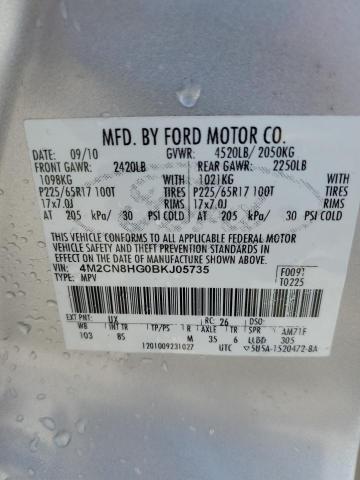 MFD. BY FORD MOTOR CO.
DATE: 09/10 GVWR: 4520LB/ 2050KG
FRONT GAWR: 2420LB REAR GAWR: 2250LB
1098KG WITH 1021KG WITH
P225/65R17 100T TIRES P225/65R17 100T TIRES
17x7.0J RIMS 17x7.0J RIMS
AT 205 kPa/ 30 PSI COLD AT 205 kPa/ 30 PSI COLD
THIS VEHICLE CONFORMS TO ALL APPLICABLE FEDERAL MOTOR
VEHICLE SAFETY AND THEFT PREVENTION STANDARDS IN
EFFECT ON THE DATE OF MANUFACTURE SHOWN ABOVE.
VIN: 4M2CN8HG0BKJ05735 F0091
TYPE: MPV T0225
EXT PNT: UX RC: 26 DSO:
WB INT TR TP/PS R AXLE TR SPR AM71F
103 BS M 35 6 305
1201009231027 UTC 5U5A-1520472-BA